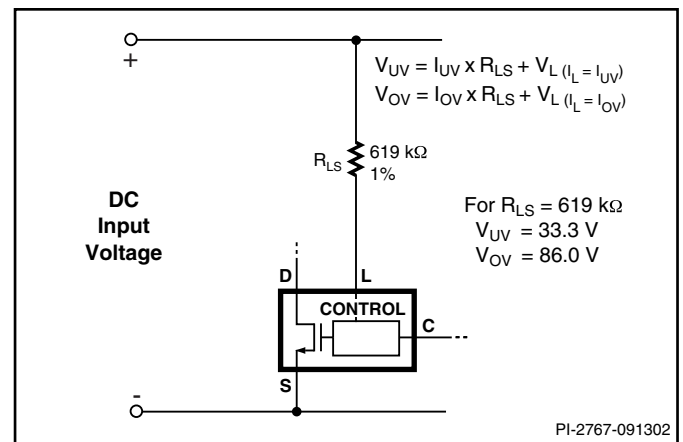 +
V_UV = I_UV x R_LS + V_L (I_L = I_UV)
V_OV = I_OV x R_LS + V_L (I_L = I_OV)
R_LS
619 kΩ
1%
DC
Input
Voltage
For R_LS = 619 kΩ
V_UV = 33.3 V
V_OV = 86.0 V
D
L
CONTROL
C
S
-
PI-2767-091302